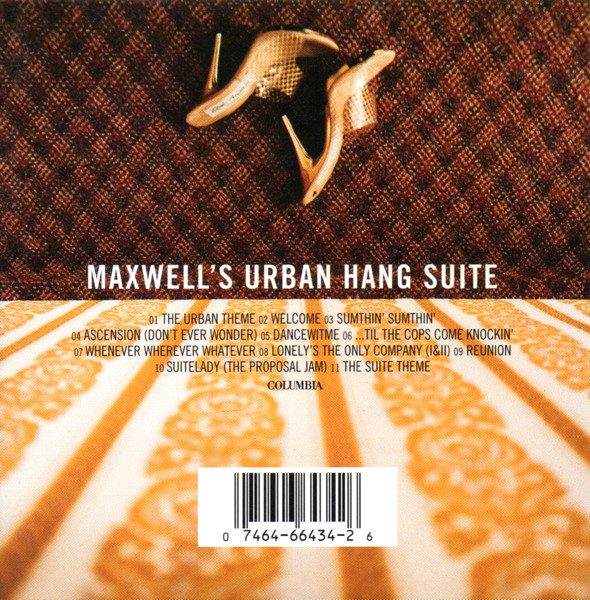 MAXWELL'S URBAN HANG SUITE
01 THE URBAN THEME 02 WELCOME 03 SUMTHIN' SUMTHIN'
04 ASCENSION (DON'T EVER WONDER) 05 DANCEWITME 06 ...TIL THE COPS COME KNOCKIN'
07 WHENEVER WHEREVER WHATEVER 08 LONELY'S THE ONLY COMPANY (I&II) 09 REUNION
10 SUITELADY (THE PROPOSAL JAM) 11 THE SUITE THEME
COLUMBIA
0 7464-66434-2 6